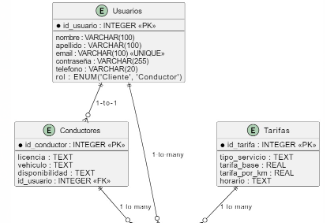 E Usuarios
● id_usuario : INTEGER «PK»
nombre : VARCHAR(100)
apellido : VARCHAR(100)
email : VARCHAR(100) «UNIQUE»
contraseña : VARCHAR(255)
telefono : VARCHAR(20)
rol : ENUM('Cliente', 'Conductor')
1-to-1
1 to many
E Conductores
● id_conductor : INTEGER «PK»
licencia : TEXT
vehiculo : TEXT
disponibilidad : TEXT
id_usuario : INTEGER «FK»
E Tarifas
● id_tarifa : INTEGER «PK»
tipo_servicio : TEXT
tarifa_base : REAL
tarifa_por_km : REAL
horario : TEXT
1 to many
1 to many